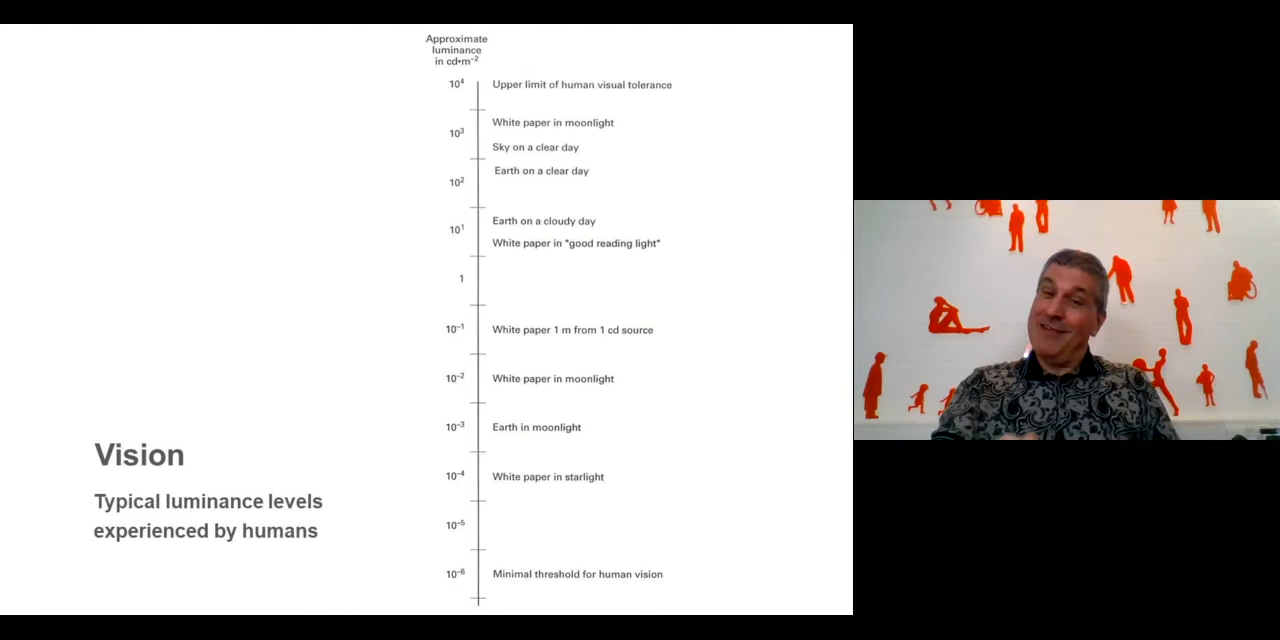 Approximate
luminance
in cd•m⁻²
10⁴ Upper limit of human visual tolerance
White paper in moonlight
10³
Sky on a clear day
Earth on a clear day
10²
Earth on a cloudy day
10¹
White paper in "good reading light"
1
10⁻¹ White paper 1 m from 1 cd source
10⁻² White paper in moonlight
10⁻³ Earth in moonlight
10⁻⁴ White paper in starlight
10⁻⁵
10⁻⁶ Minimal threshold for human vision
Vision
Typical luminance levels
experienced by humans